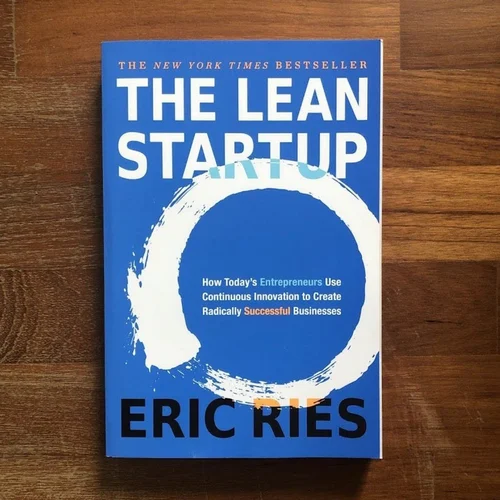 THE NEW YORK TIMES BESTSELLER
THE LEAN
STARTUP
How Today's Entrepreneurs Use
Continuous Innovation to Create
Radically Successful Businesses
ERIC RIES